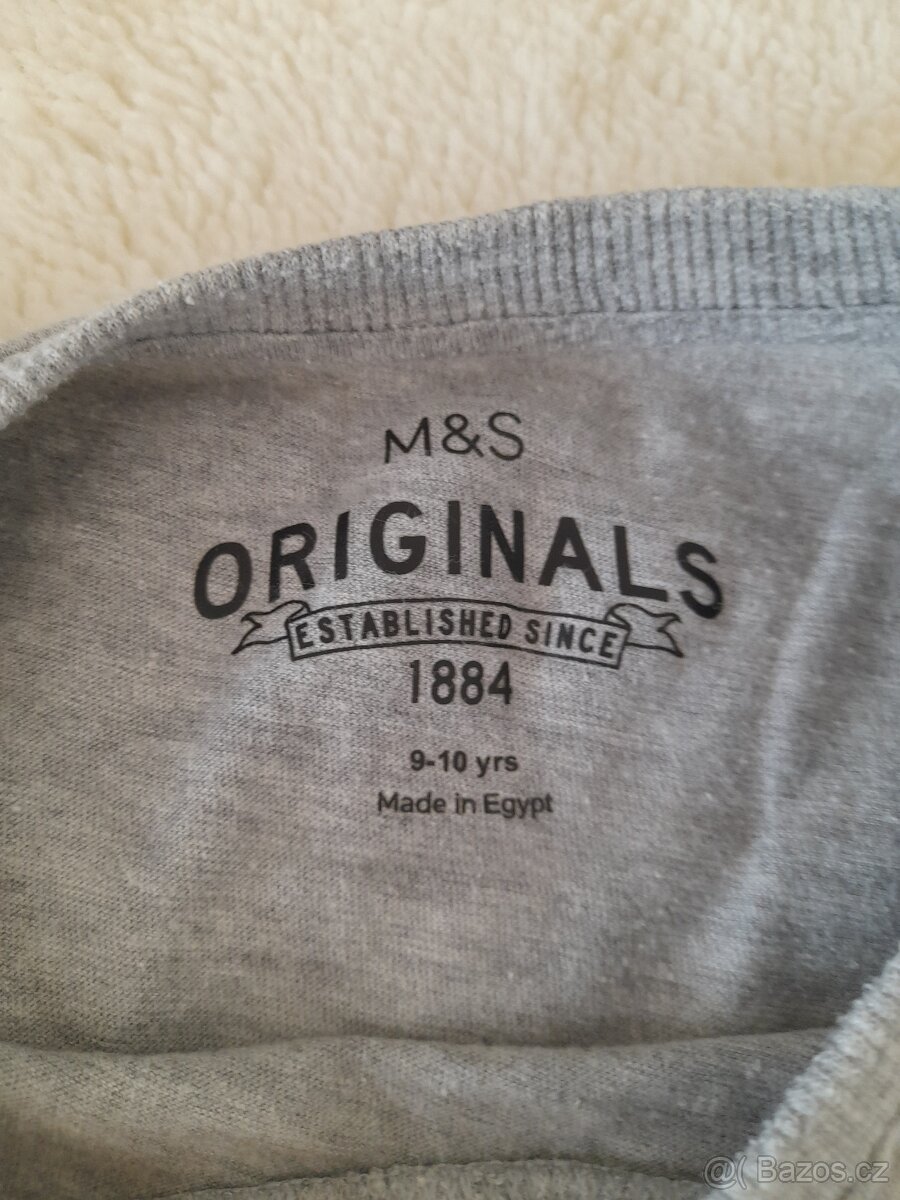 M&S
ORIGINALS
ESTABLISHED SINCE
1884
9-10 yrs
Made in Egypt
@( Bazos.cz